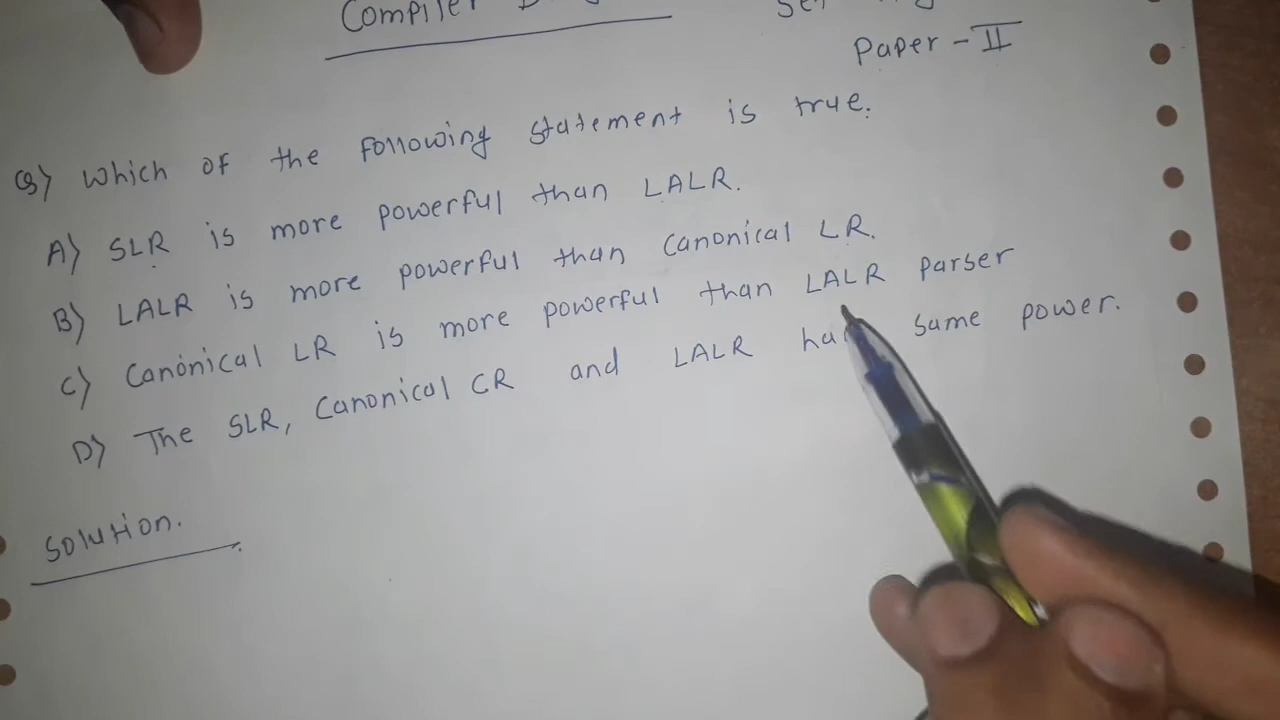 Compiler
Paper - II
Q) Which of the following statement is true.
A) SLR is more powerful than LALR.
B) LALR is more powerful than Canonical LR.
C) Canonical LR is more powerful than LALR Parser
D) The SLR, Canonical CR and LALR same power.
Solution.